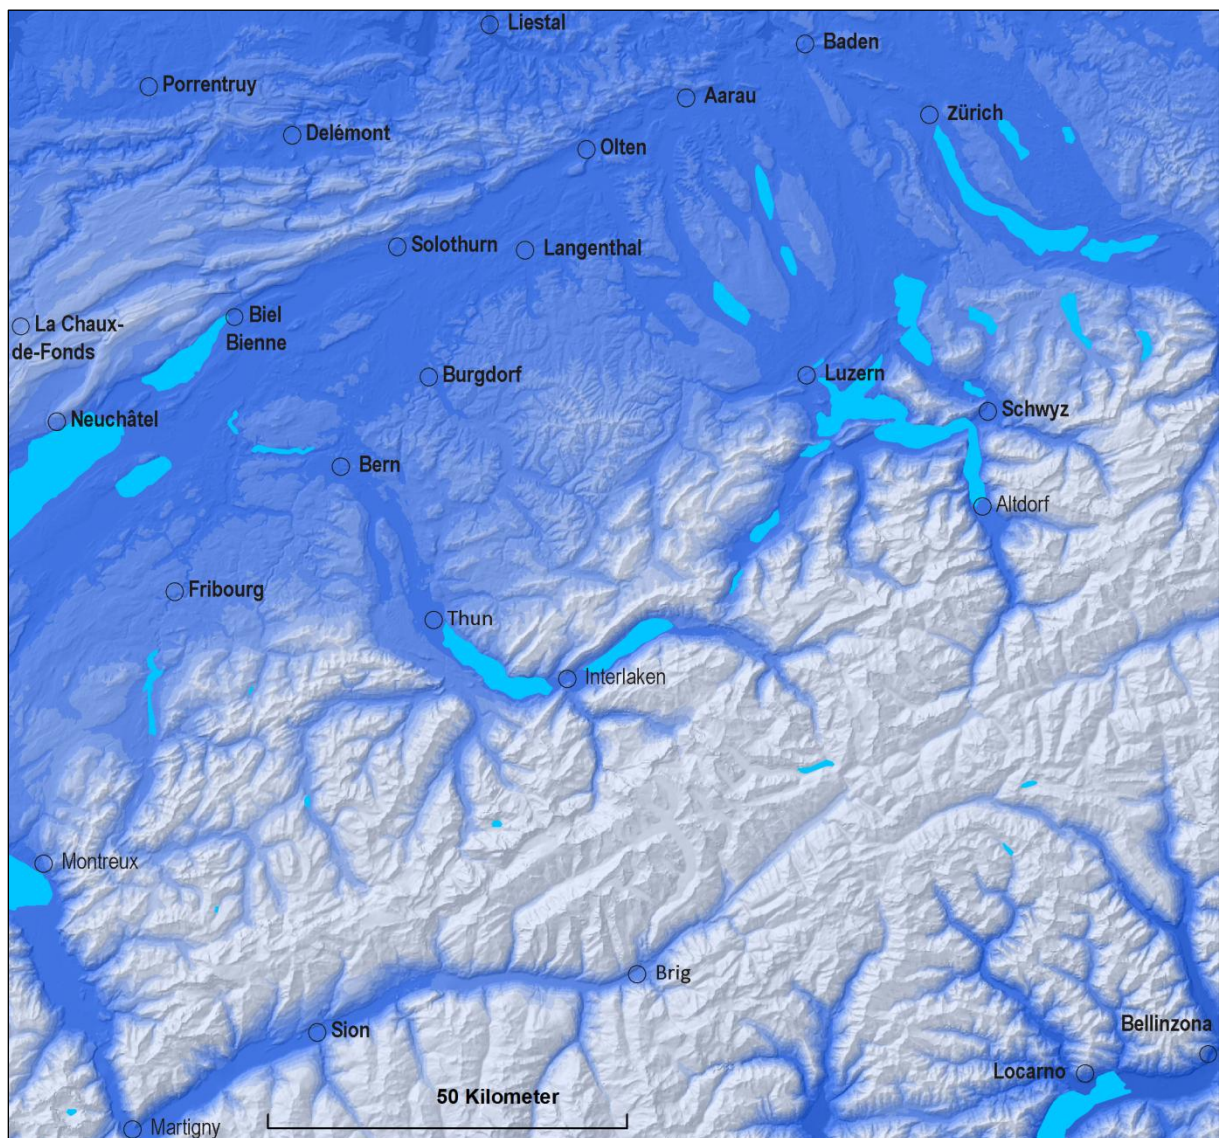 Liestal
Baden
Porrentruy
Aarau
Zürich
Delémont
Olten
Solothurn
Langenthal
Biel
Bienne
La Chaux-
de-Fonds
Burgdorf
Luzern
Neuchâtel
Schwyz
Bern
Altdorf
Fribourg
Thun
Interlaken
Montreux
Brig
Sion
Bellinzona
Locarno
50 Kilometer
Martigny